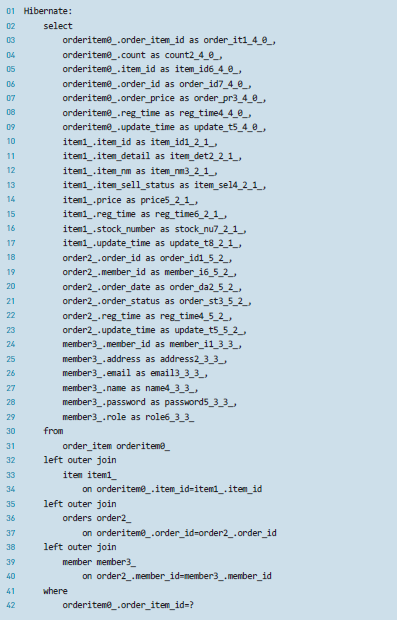 01 Hibernate:
02 select
03 orderitem0_.order_item_id as order_it1_4_0_,
04 orderitem0_.count as count2_4_0_,
05 orderitem0_.item_id as item_id6_4_0_,
06 orderitem0_.order_id as order_id7_4_0_,
07 orderitem0_.order_price as order_pr3_4_0_,
08 orderitem0_.reg_time as reg_time4_4_0_,
09 orderitem0_.update_time as update_t5_4_0_,
10 item1_.item_id as item_id1_2_1_,
11 item1_.item_detail as item_det2_2_1_,
12 item1_.item_nm as item_nm3_2_1_,
13 item1_.item_sell_status as item_sel4_2_1_,
14 item1_.price as price5_2_1_,
15 item1_.reg_time as reg_time6_2_1_,
16 item1_.stock_number as stock_nu7_2_1_,
17 item1_.update_time as update_t8_2_1_,
18 order2_.order_id as order_id1_5_2_,
19 order2_.member_id as member_i6_5_2_,
20 order2_.order_date as order_da2_5_2_,
21 order2_.order_status as order_st3_5_2_,
22 order2_.reg_time as reg_time4_5_2_,
23 order2_.update_time as update_t5_5_2_,
24 member3_.member_id as member_i1_3_3_,
25 member3_.address as address2_3_3_,
26 member3_.email as email3_3_3_,
27 member3_.name as name4_3_3_,
28 member3_.password as password5_3_3_,
29 member3_.role as role6_3_3_
30 from
31 order_item orderitem0_
32 left outer join
33 item item1_
34 on orderitem0_.item_id=item1_.item_id
35 left outer join
36 orders order2_
37 on orderitem0_.order_id=order2_.order_id
38 left outer join
39 member member3_
40 on order2_.member_id=member3_.member_id
41 where
42 orderitem0_.order_item_id=?